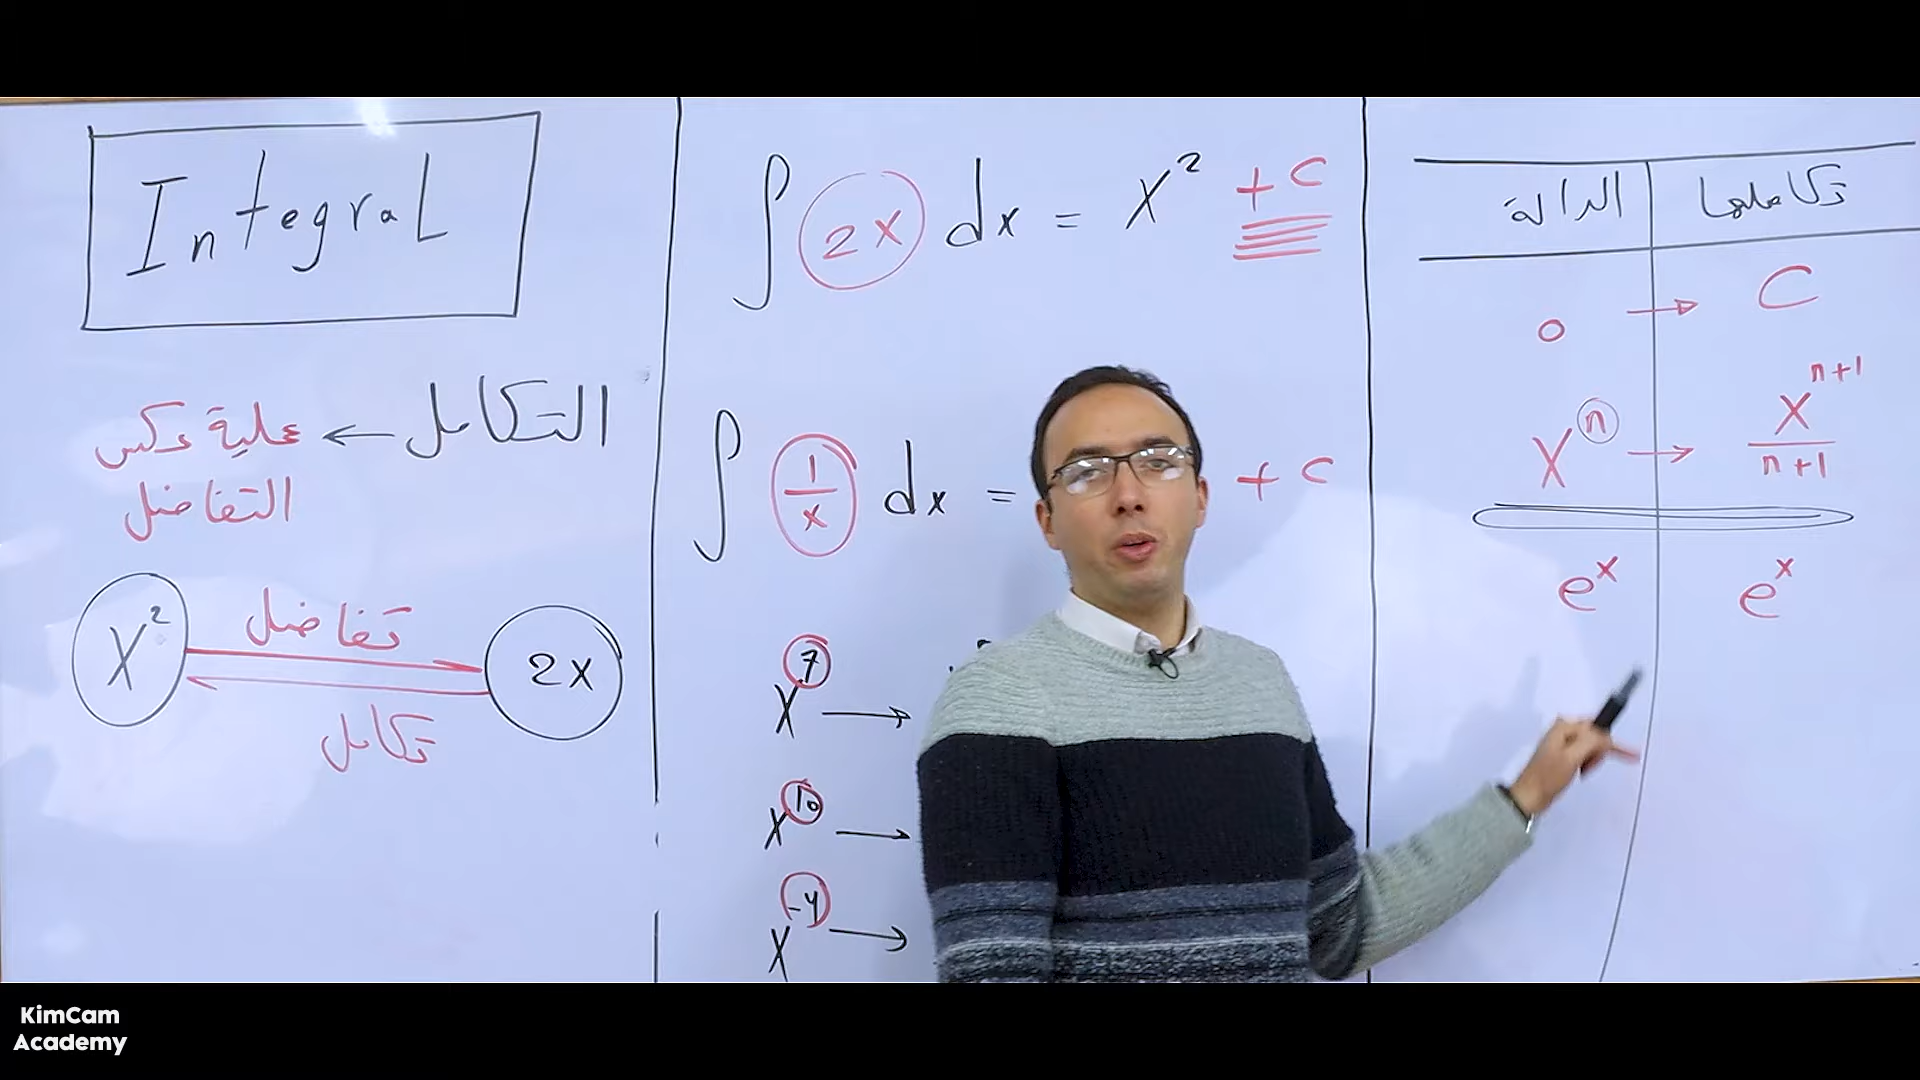 Integral
التكامل ← عملية عكس
التفاضل
x² تفاضل 2x
تكامل
∫ 2x dx = x² + c
∫ 1/x dx = + c
x⁷ →
x¹⁰ →
x⁻⁴ →
الدالة تكاملها
0 → C
xⁿ → xⁿ⁺¹/n+1
eˣ eˣ
KimCam
Academy